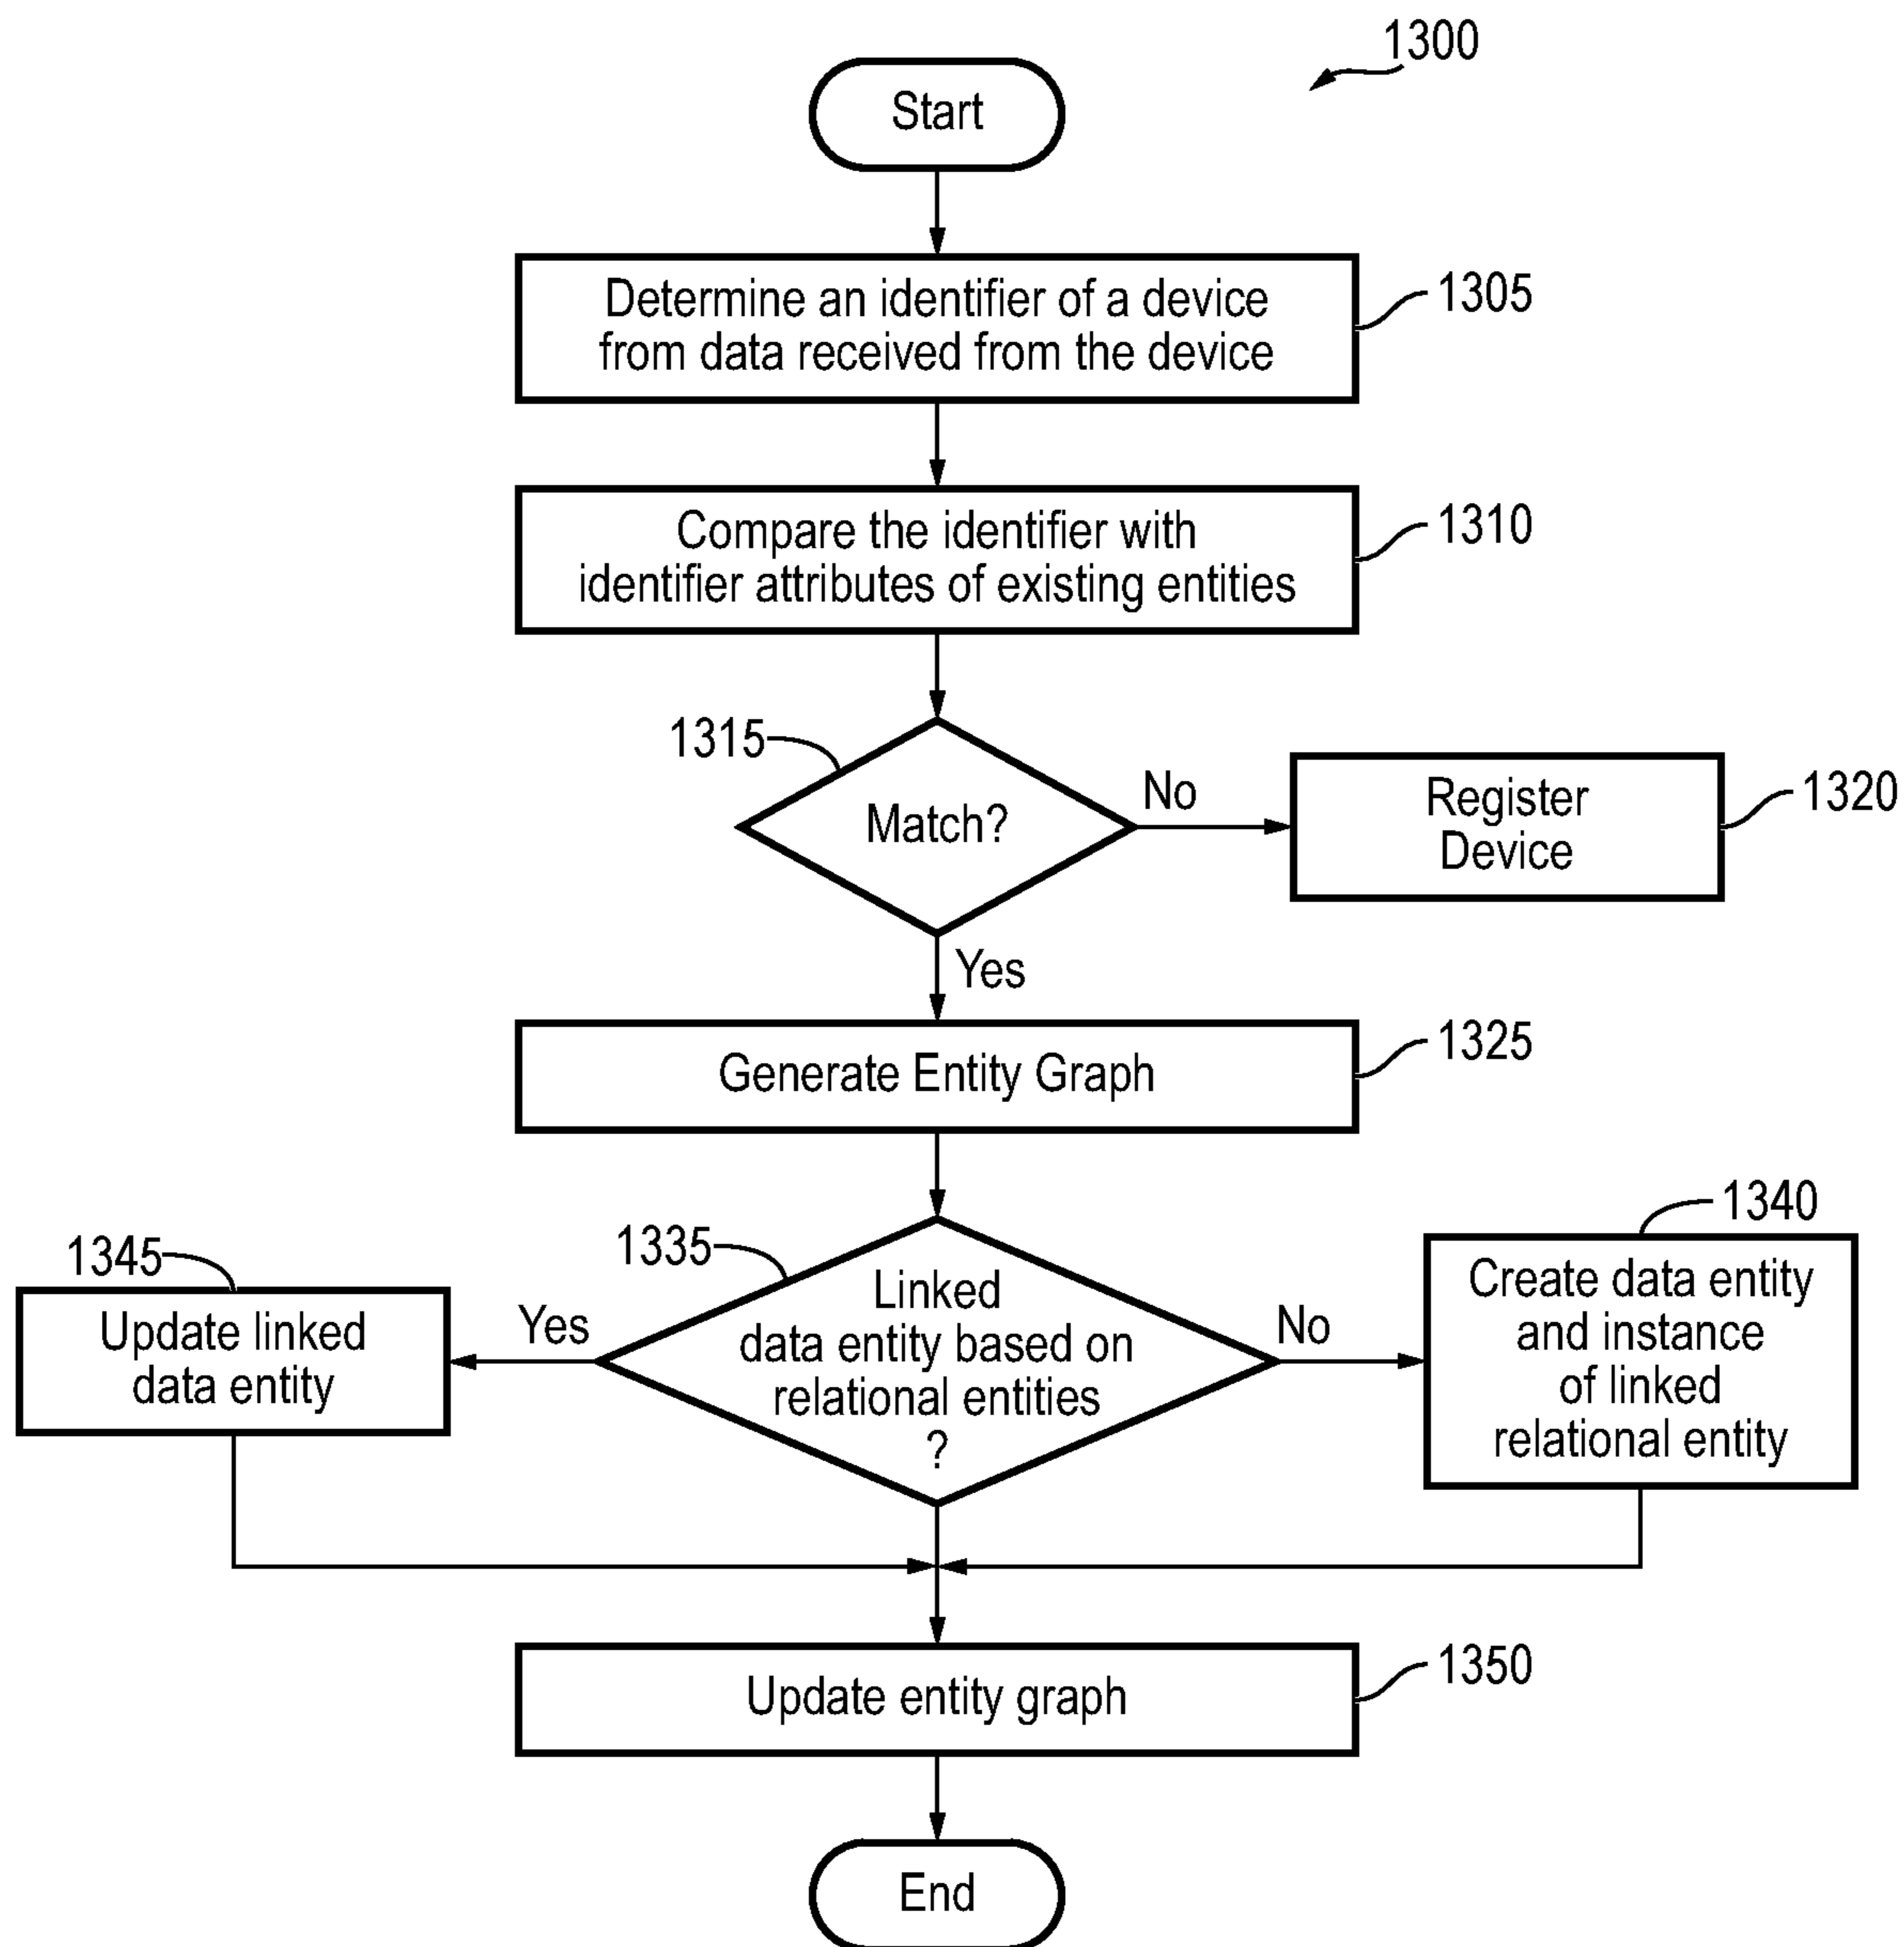 1300
Start
Determine an identifier of a device
from data received from the device
1305
Compare the identifier with
identifier attributes of existing entities
1310
1315
Match?
No
Register
Device
1320
Yes
Generate Entity Graph
1325
1335
Linked
data entity based on
relational entities
?
Yes
1345
Update linked
data entity
No
1340
Create data entity
and instance
of linked
relational entity
Update entity graph
1350
End